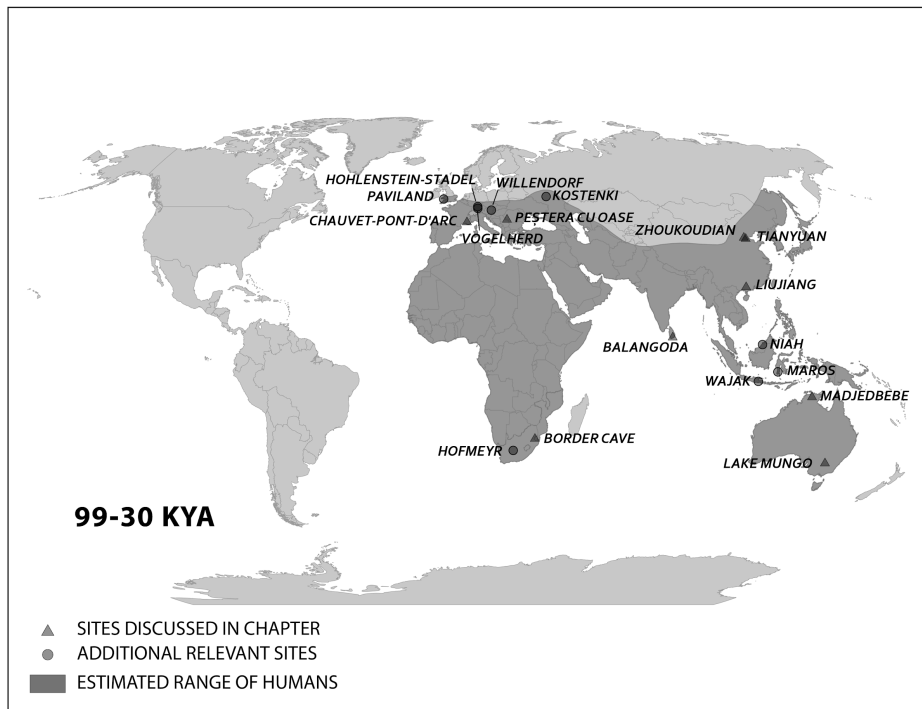 HOHLENSTEIN-STADEL
WILLENDORF
PAVILAND
KOSTENKI
CHAUVET-PONT-D'ARC
PESTERA CU OASE
VOGELHERD
ZHOUKOUDIAN
TIANYUAN
LIUJIANG
BALANGODA
NIAH
MAROS
WAJAK
MADJEDBEBE
BORDER CAVE
HOFMEYR
LAKE MUNGO
99-30 KYA
SITES DISCUSSED IN CHAPTER
ADDITIONAL RELEVANT SITES
ESTIMATED RANGE OF HUMANS